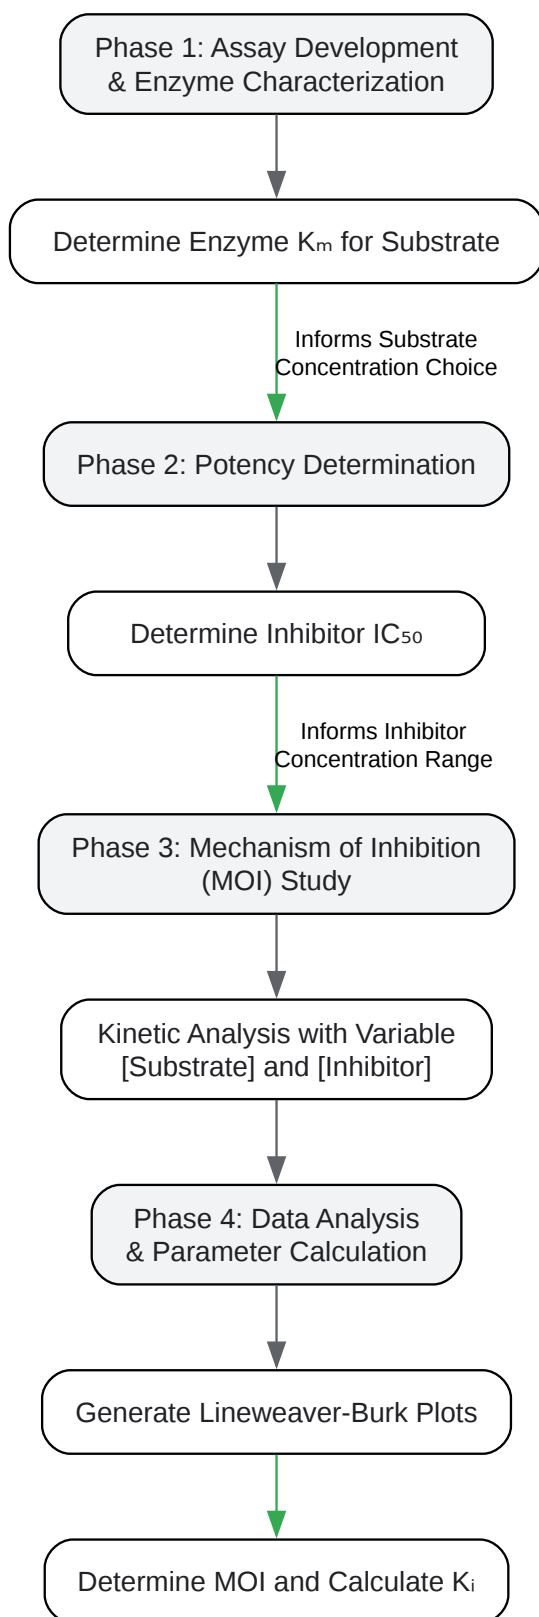 Phase 1: Assay Development
& Enzyme Characterization
Determine Enzyme Kₘ for Substrate
Informs Substrate
Concentration Choice
Phase 2: Potency Determination
Determine Inhibitor IC₅₀
Informs Inhibitor
Concentration Range
Phase 3: Mechanism of Inhibition
(MOI) Study
Kinetic Analysis with Variable
[Substrate] and [Inhibitor]
Phase 4: Data Analysis
& Parameter Calculation
Generate Lineweaver-Burk Plots
Determine MOI and Calculate Kᵢ